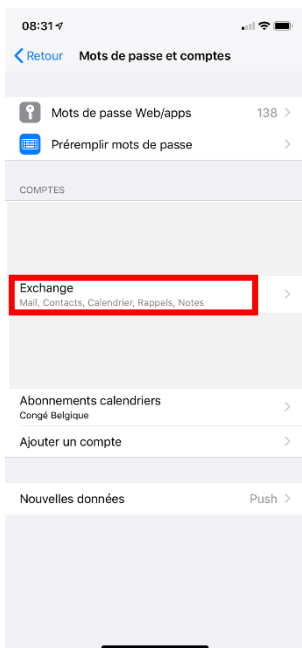 08:31
Retour Mots de passe et comptes
Mots de passe Web/apps 138
Préremplir mots de passe
COMPTES
Exchange
Mail, Contacts, Calendrier, Rappels, Notes
Abonnements calendriers
Congé Belgique
Ajouter un compte
Nouvelles données Push